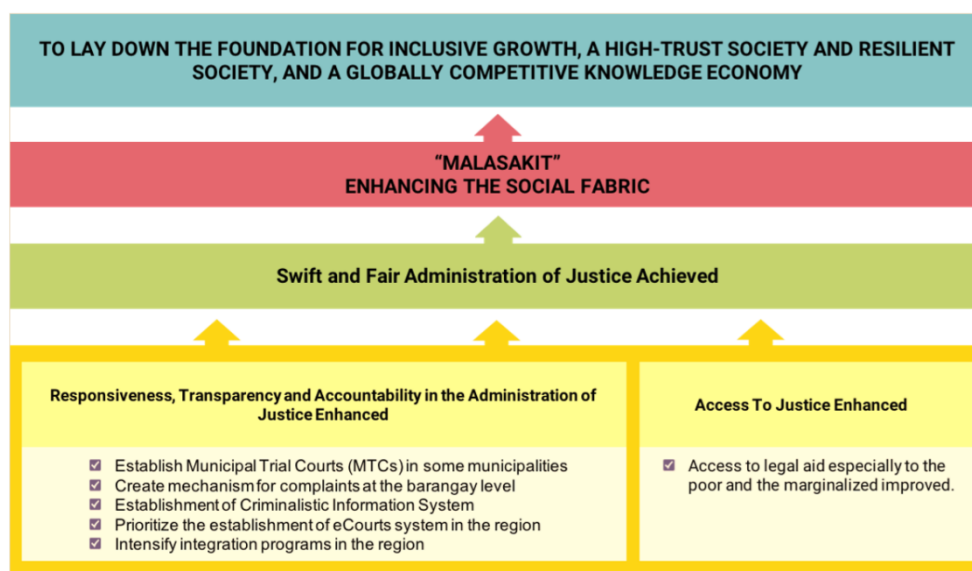 TO LAY DOWN THE FOUNDATION FOR INCLUSIVE GROWTH, A HIGH-TRUST SOCIETY AND RESILIENT
SOCIETY, AND A GLOBALLY COMPETITIVE KNOWLEDGE ECONOMY
“MALASAKIT”
ENHANCING THE SOCIAL FABRIC
Swift and Fair Administration of Justice Achieved
Responsiveness, Transparency and Accountability in the Administration of
Justice Enhanced
Establish Municipal Trial Courts (MTCs) in some municipalities
Create mechanism for complaints at the barangay level
Establishment of Criminalistic Information System
Prioritize the establishment of eCourts system in the region
Intensify integration programs in the region
Access To Justice Enhanced
Access to legal aid especially to the
poor and the marginalized improved.